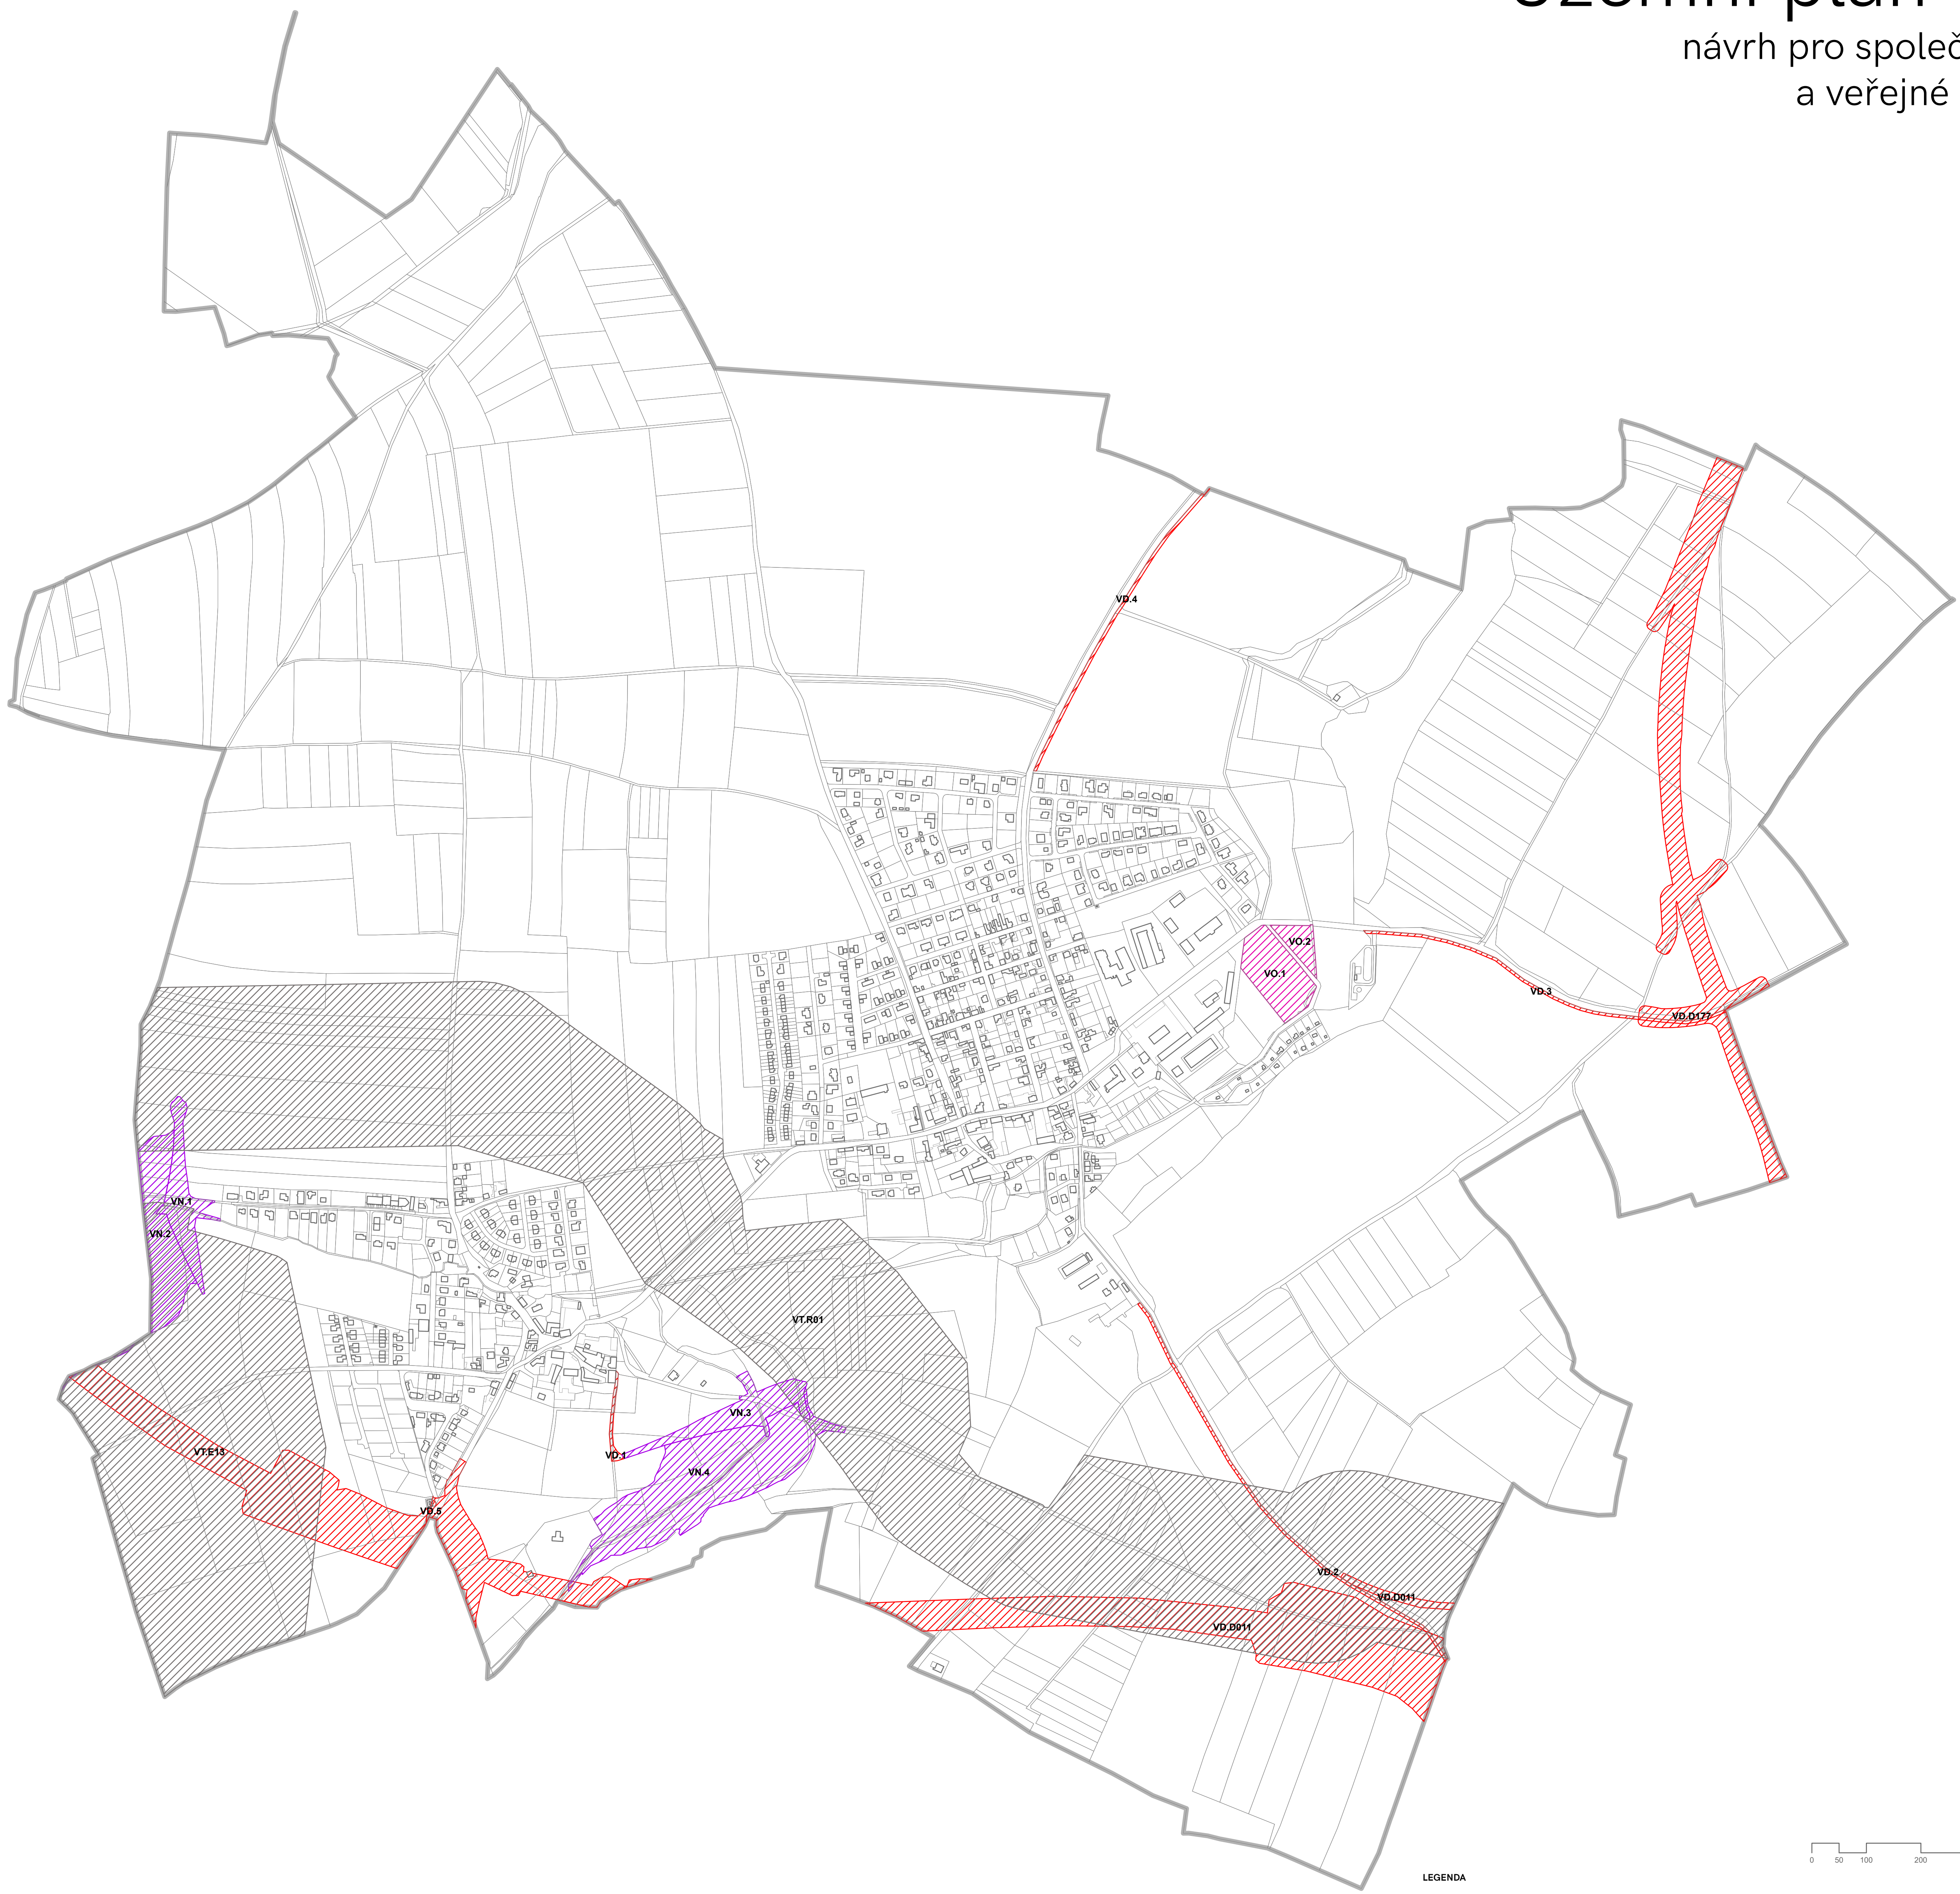 návrh pro společ
a veřejné
VD.4
VO.2
VO.1
VD.3
VD.D177
VN.1
VN.2
VT.R01
VN.3
VT.E13
VD.1
VN.4
VD.5
VD.2
VD.D011
VD.D011
0 50 100 200
LEGENDA